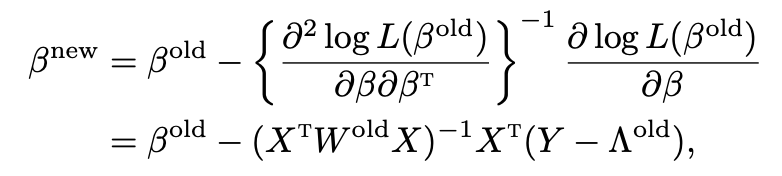 β^new = β^old − { ∂² log L(β^old) / ∂β∂β^T }^−1 ∂ log L(β^old) / ∂β
= β^old − (X^T W^old X)^−1 X^T (Y − Λ^old),